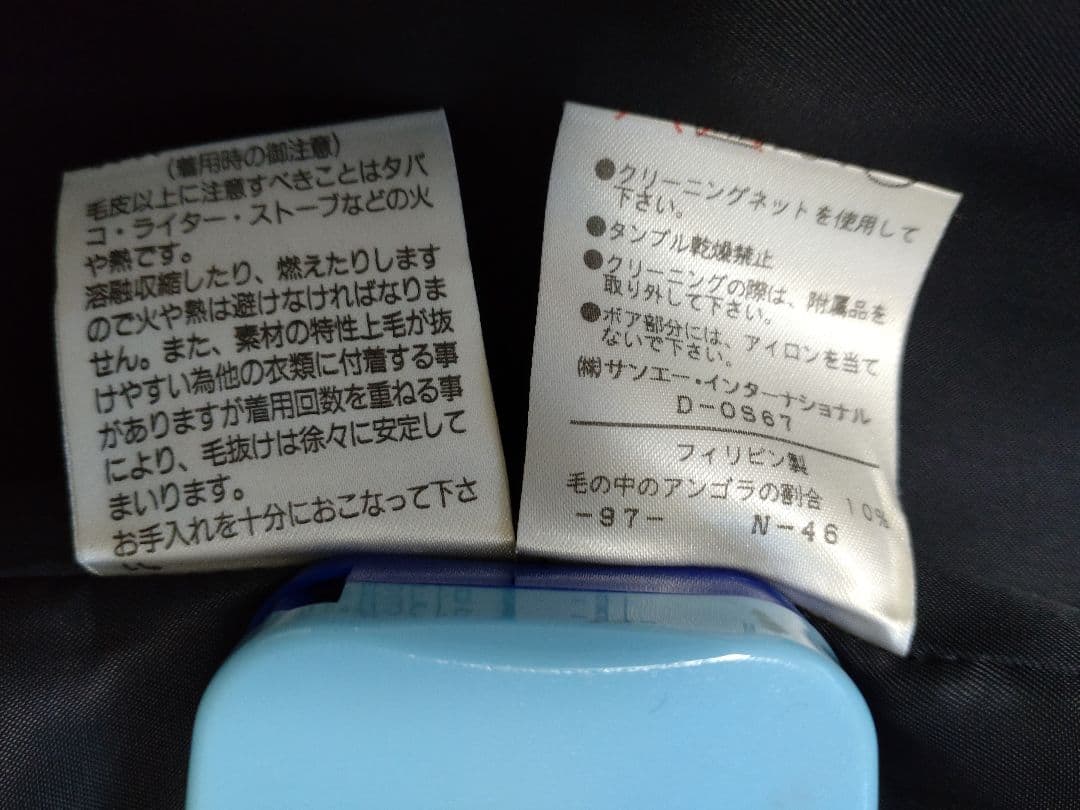 (着用時の御注意)
毛皮以上に注意すべきことはタバ
コ・ライター・ストーブなどの火
や熱です。
溶融収縮したり、燃えたりします
ので火や熱は避けなければなりま
せん。また、素材の特性上毛が抜
けやすい為他の衣類に付着する事
がありますが着用回数を重ねる事
により、毛抜けは徐々に安定して
まいります。
お手入れを十分におこなって下さ
い
●クリーニングネットを使用して
下さい。
●タンブル乾燥禁止
●クリーニングの際は、附属品を
取り外して下さい。
●ボア部分には、アイロンを当て
ないで下さい。
㈱サンエー・インターナショナル
D-0S67
フィリピン製
毛の中のアンゴラの割合 10%
-97- N-46